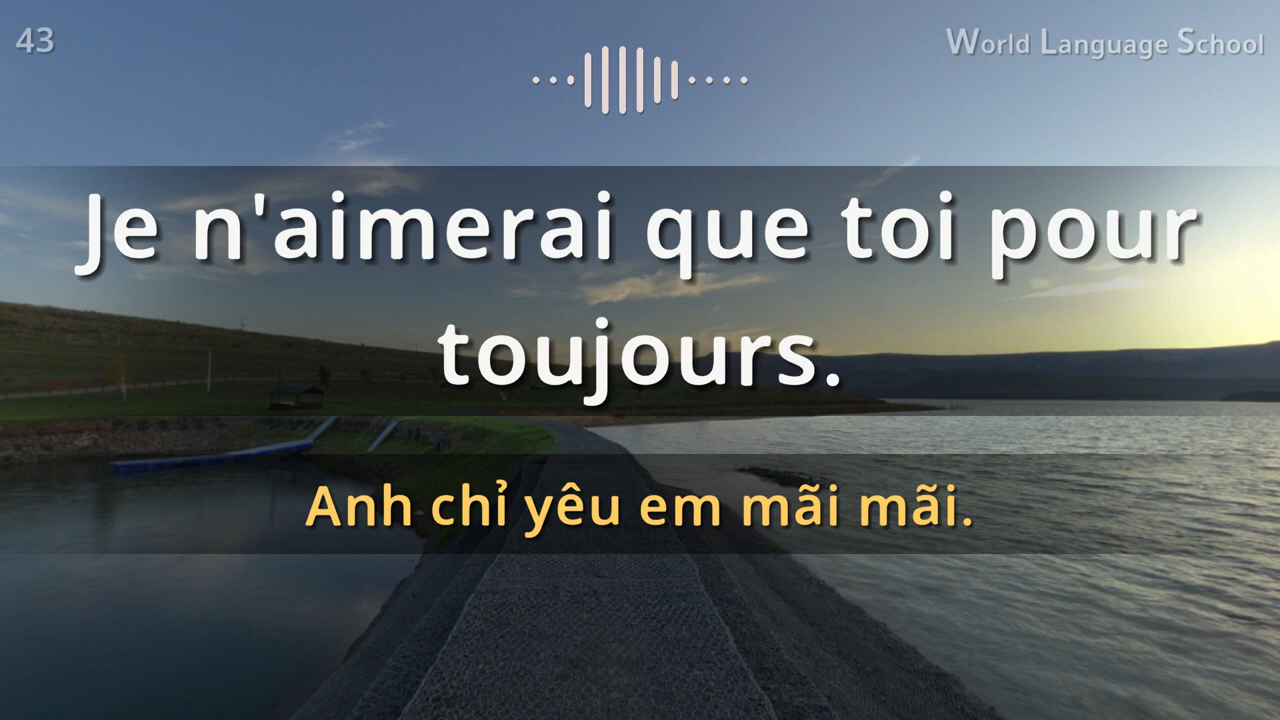 43
World Language School
Je n'aimerai que toi pour
toujours.
Anh chỉ yêu em mãi mãi.